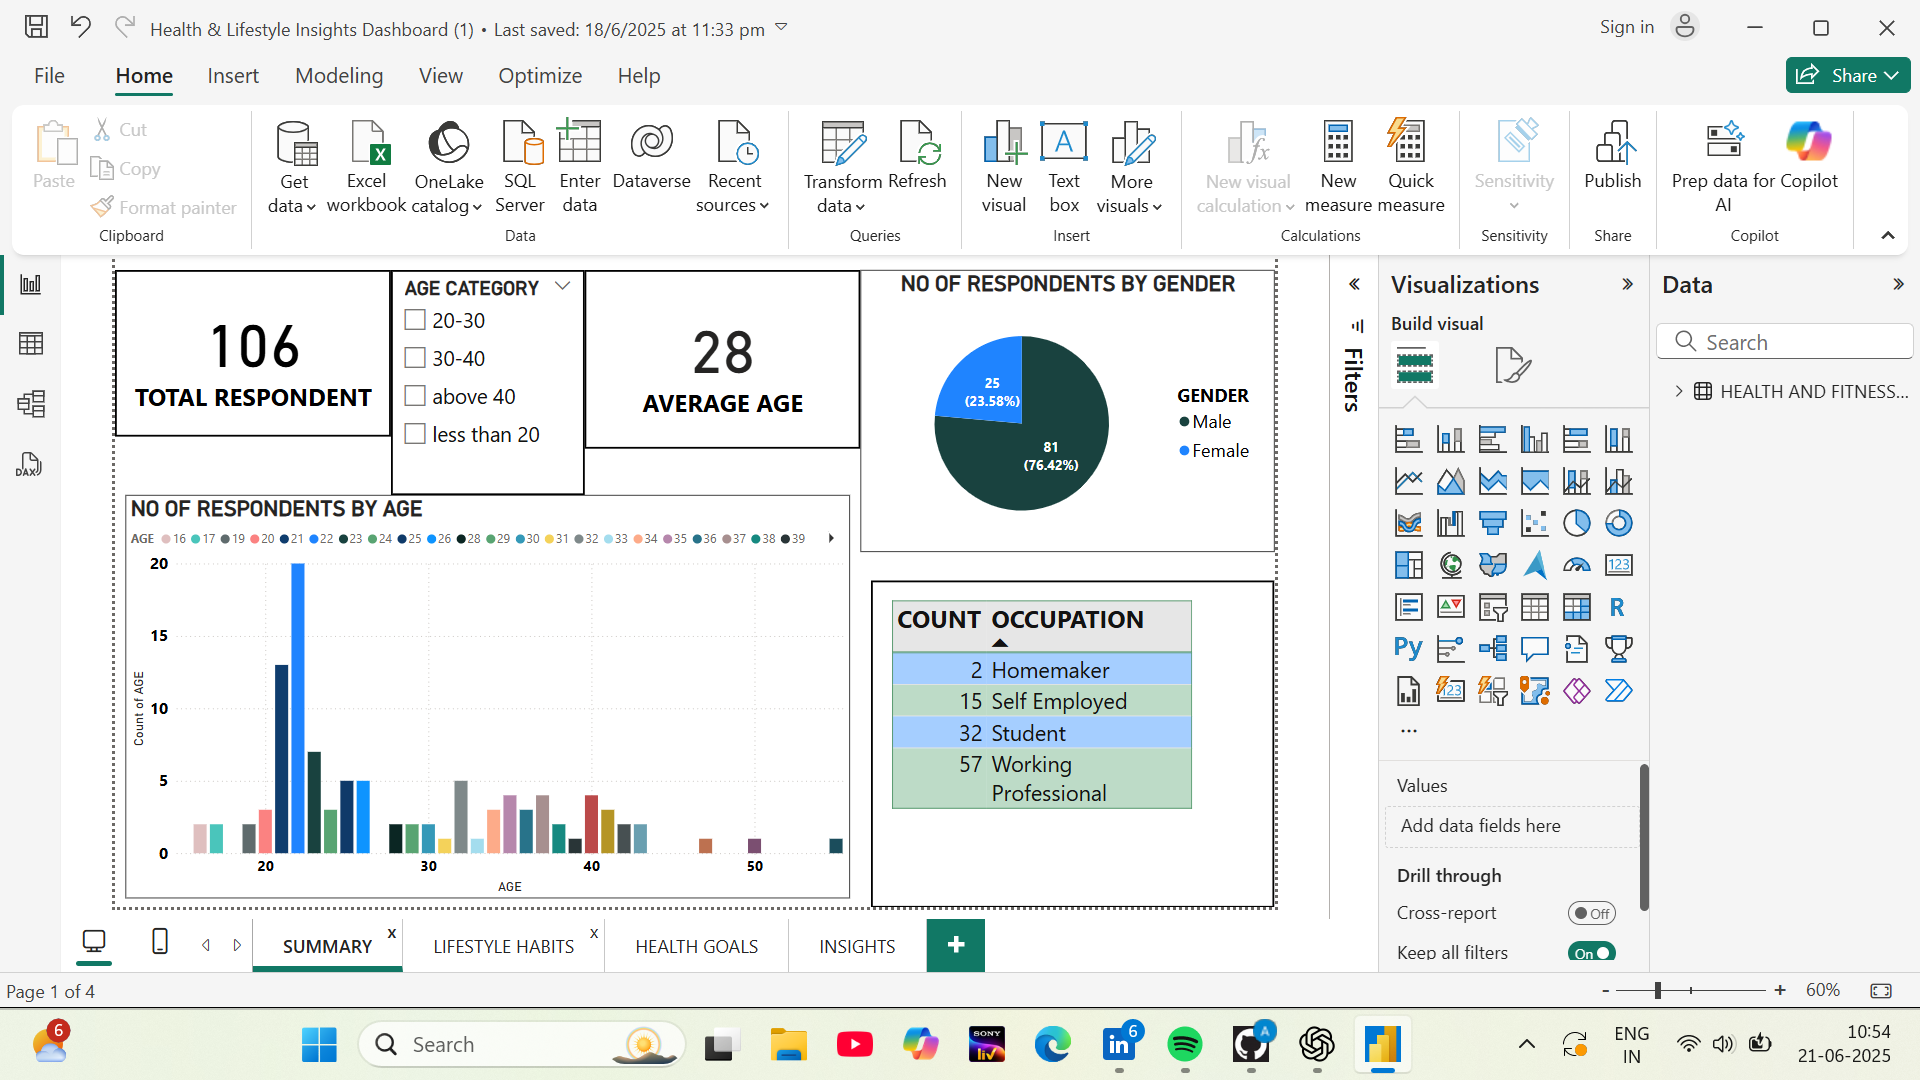 Health & Lifestyle Insights Dashboard (1) • Last saved: 18/6/2025 at 11:33 pm
Sign in
File
Home
Insert
Modeling
View
Optimize
Help
Share
Paste
Cut
Copy
Format painter
Clipboard
Get data
Excel workbook
OneLake catalog
SQL Server
Enter data
Dataverse
Recent sources
Data
Transform data
Refresh
Queries
New visual
Text box
More visuals
Insert
New visual calculation
New measure
Quick measure
Calculations
Sensitivity
Sensitivity
Publish
Share
Prep data for AI
Copilot
Copilot
106
TOTAL RESPONDENT
AGE CATEGORY
20-30
30-40
above 40
less than 20
28
AVERAGE AGE
NO OF RESPONDENTS BY GENDER
25
(23.58%)
81
(76.42%)
GENDER
Male
Female
NO OF RESPONDENTS BY AGE
AGE 16 17 19 20 21 22 23 24 25 26 28 29 30 31 32 33 34 35 36 37 38 39
20
15
10
5
0
Count of AGE
20 30 40 50
AGE
COUNT OCCUPATION
2 Homemaker
15 Self Employed
32 Student
57 Working
Professional
Filters
Visualizations
Build visual
123
R
Py
123
...
Values
Add data fields here
Drill through
Cross-report
Off
Keep all filters
On
Data
Search
HEALTH AND FITNESS...
DAX
SUMMARY x
LIFESTYLE HABITS x
HEALTH GOALS
INSIGHTS
+
Page 1 of 4
- + 60%
6
Search
SONY
liv
in
6
A
ENG
IN
10:54
21-06-2025